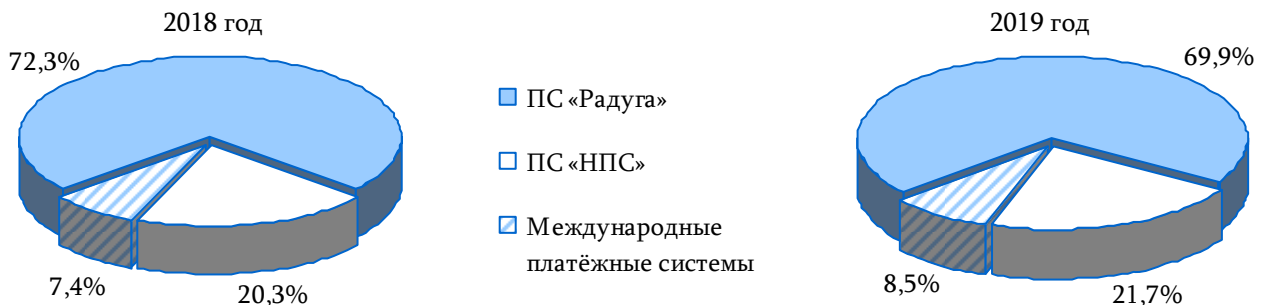 2018 год
72,3%
7,4%
20,3%
ПС «Радуга»
ПС «НПС»
Международные
платёжные системы
2019 год
69,9%
8,5%
21,7%